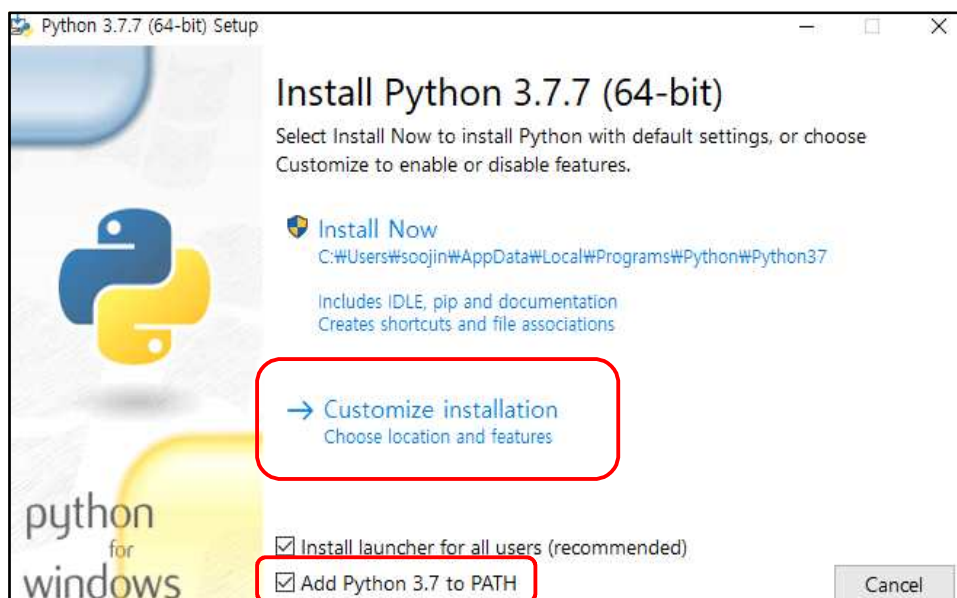 Python 3.7.7 (64-bit) Setup
Install Python 3.7.7 (64-bit)
Select Install Now to install Python with default settings, or choose
Customize to enable or disable features.
Install Now
C:₩Users₩soojin₩AppData₩Local₩Programs₩Python₩Python37
Includes IDLE, pip and documentation
Creates shortcuts and file associations
Customize installation
Choose location and features
python
for
windows
Install launcher for all users (recommended)
Add Python 3.7 to PATH
Cancel